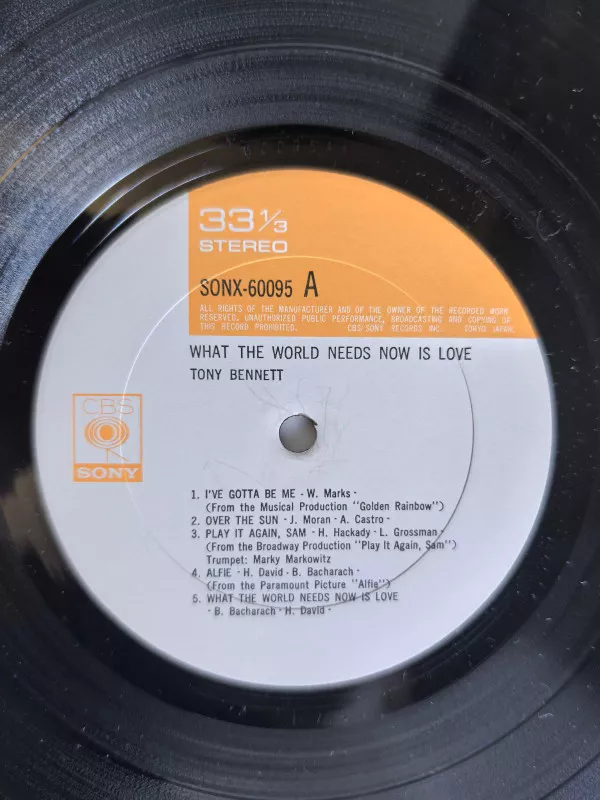 33 1/3
STEREO
SONX-60095 A
ALL RIGHTS OF THE MANUFACTURER AND OF THE OWNER OF THE RECORDED WORK
RESERVED. UNAUTHORIZED PUBLIC PERFORMANCE, BROADCASTING AND COPYING OF
THIS RECORD PROHIBITED. CBS/SONY RECORDS INC. TOKYO JAPAN.
WHAT THE WORLD NEEDS NOW IS LOVE
TONY BENNETT
CBS
SONY
1. I'VE GOTTA BE ME - W. Marks -
(From the Musical Production "Golden Rainbow")
2. OVER THE SUN - J. Moran - A. Castro -
3. PLAY IT AGAIN, SAM - H. Hackady - L. Grossman -
(From the Broadway Production "Play It Again, Sam")
Trumpet: Marky Markowitz
4. ALFIE - H. David - B. Bacharach -
(From the Paramount Picture "Alfie")
5. WHAT THE WORLD NEEDS NOW IS LOVE
- B. Bacharach - H. David -